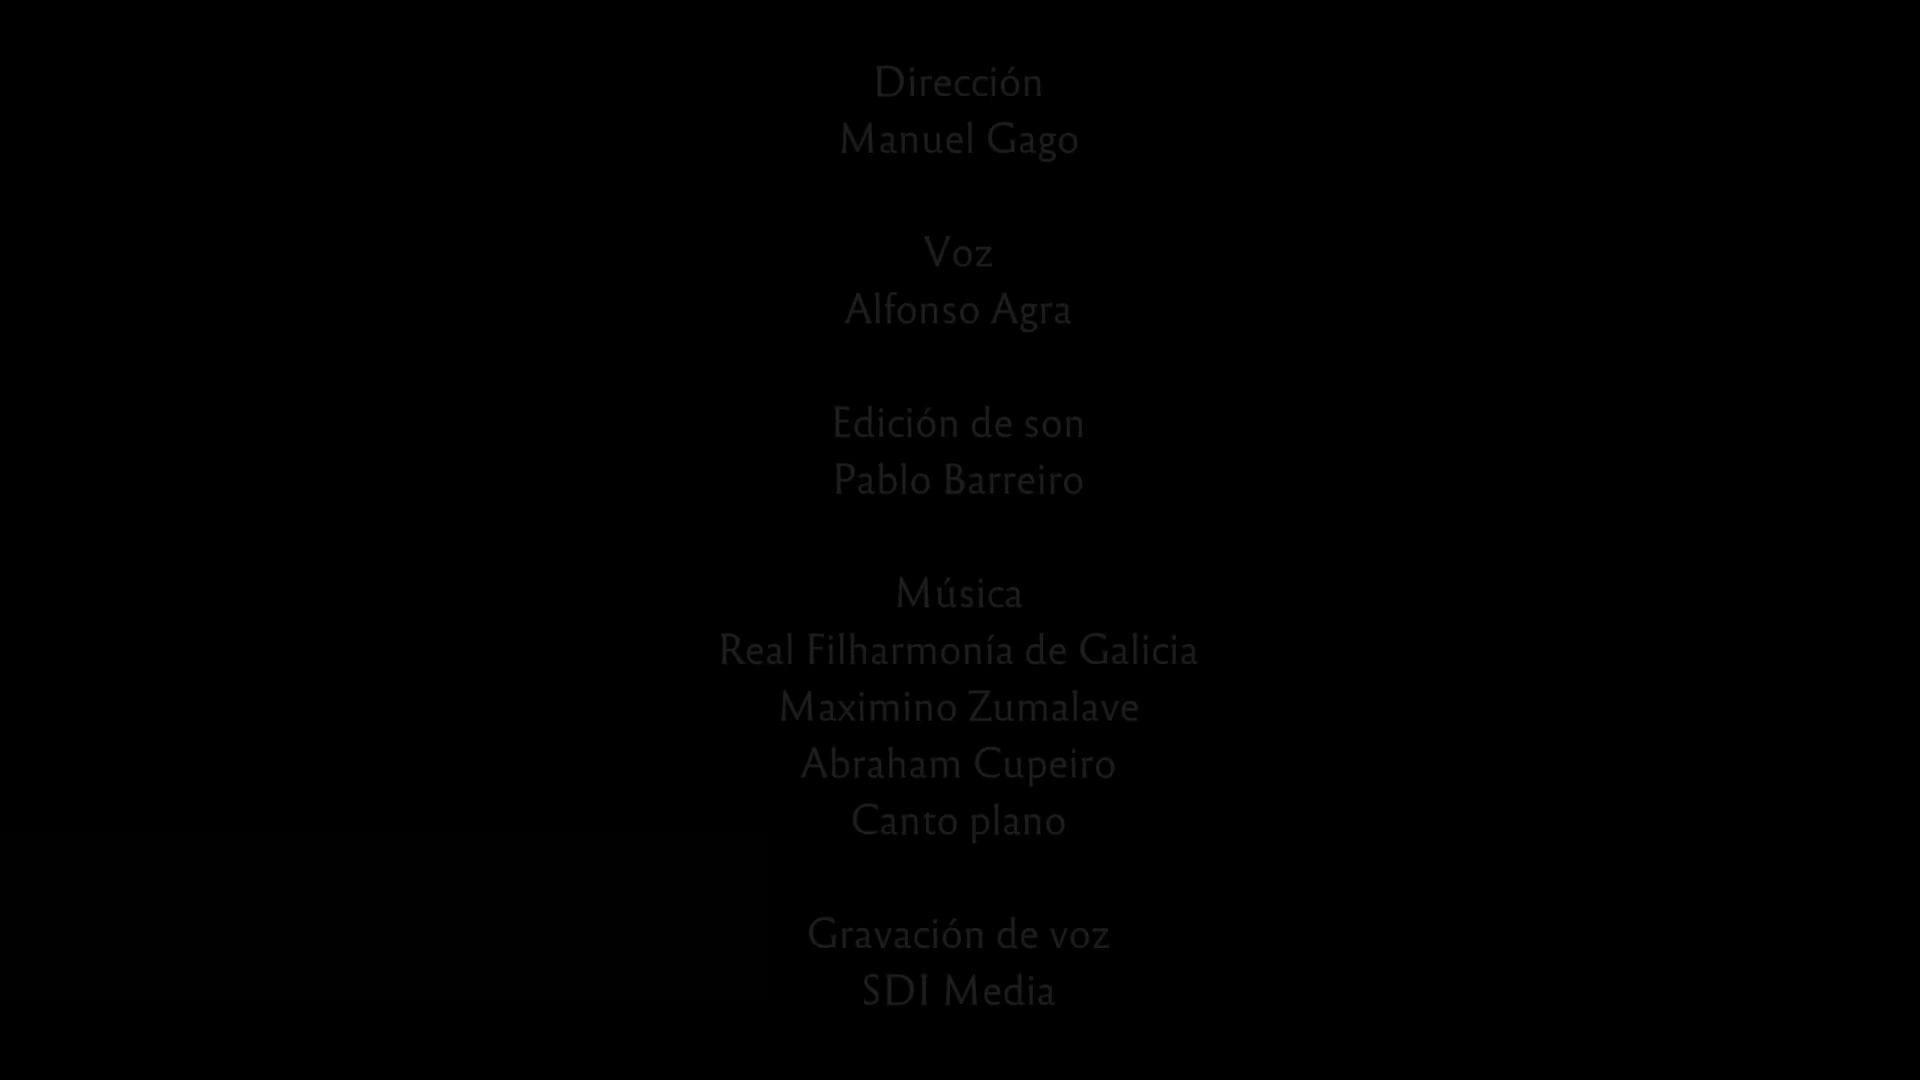 Dirección
Manuel Gago
Voz
Alfonso Agra
Edición de son
Pablo Barreiro
Música
Real Filharmonía de Galicia
Maximino Zumalave
Abraham Cupeiro
Canto plano
Gravación de voz
SDI Media